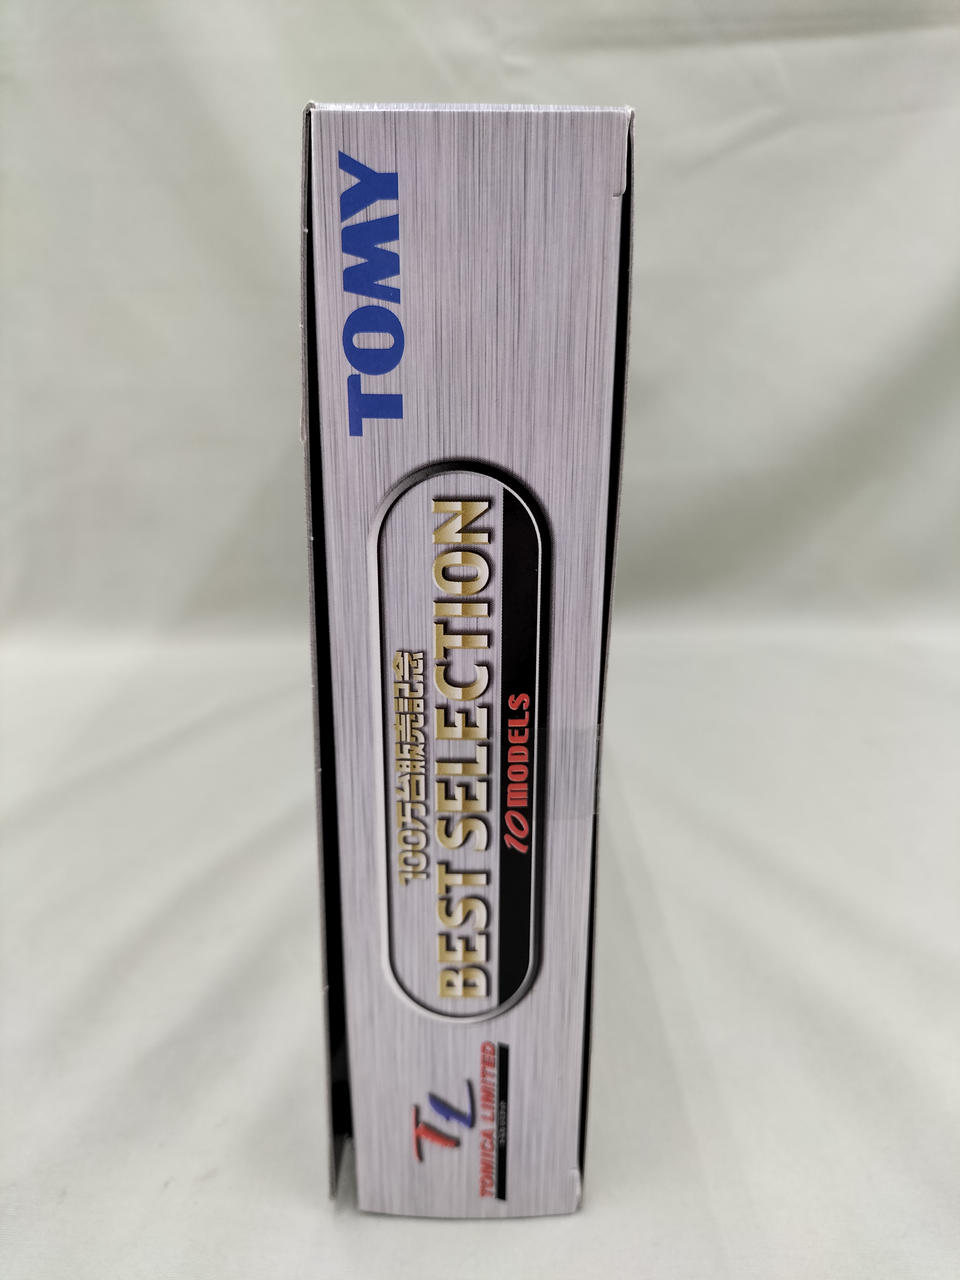 TL
TOMICA LIMITED
100万台販売記念
BEST SELECTION
10 MODELS
TOMY